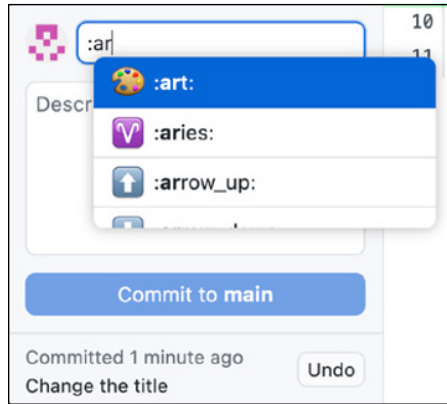 :ar
10
11
:art:
Descr
:aries:
:arrow_up:
Commit to main
Committed 1 minute ago
Change the title
Undo